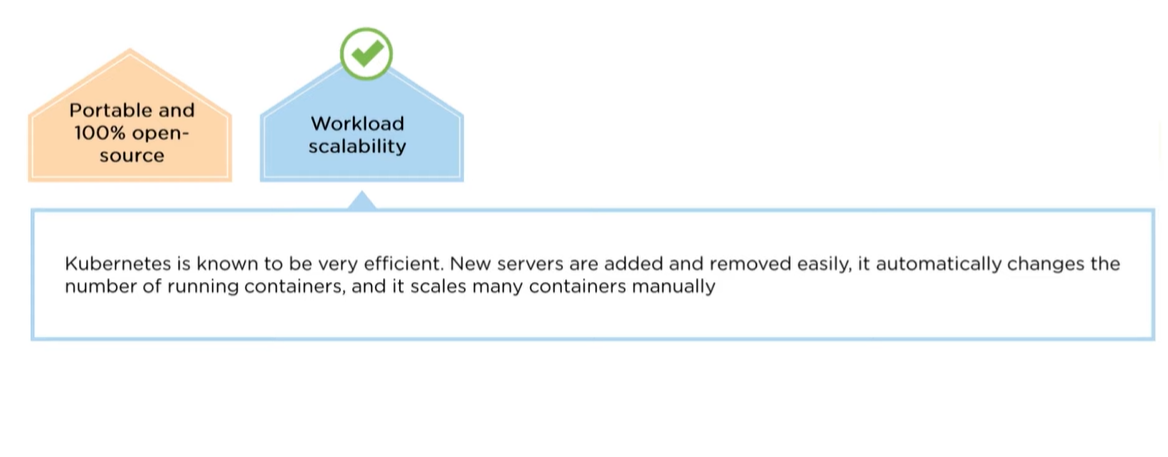 Portable and
100% open-
source
Workload
scalability
Kubernetes is known to be very efficient. New servers are added and removed easily, it automatically changes the
number of running containers, and it scales many containers manually